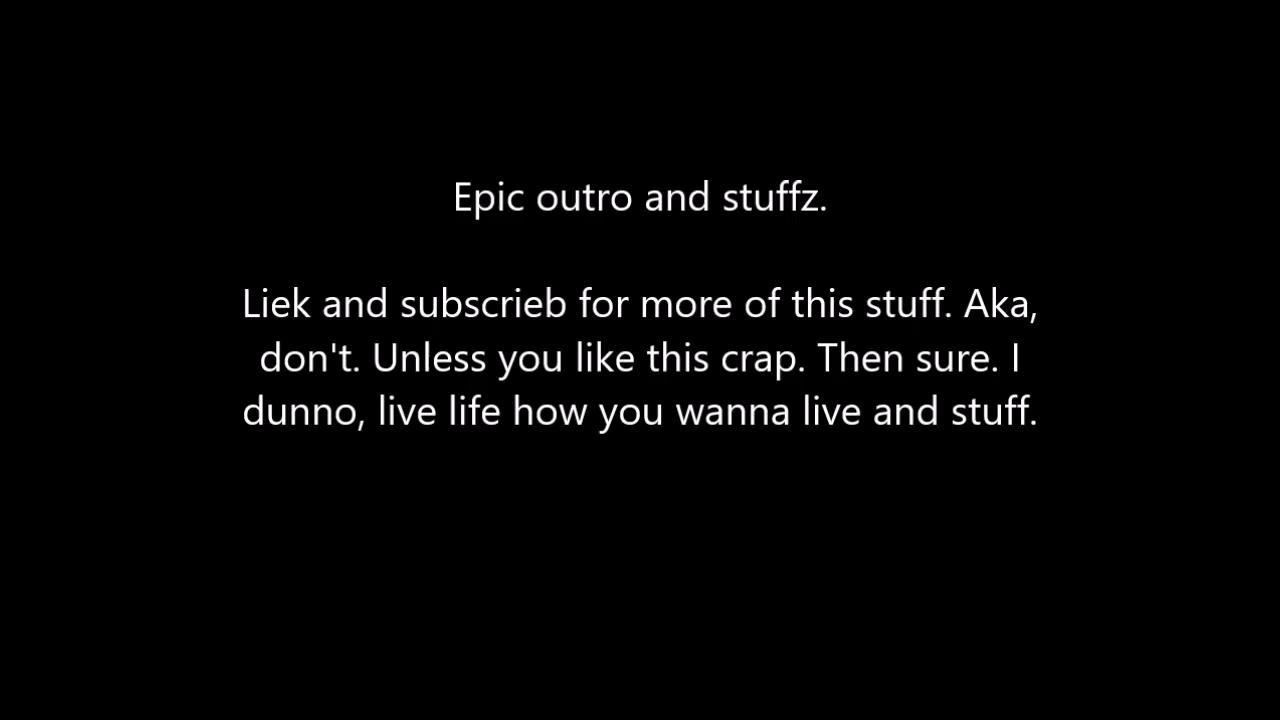 Epic outro and stuffz.
Liek and subscrieb for more of this stuff. Aka,
don't. Unless you like this crap. Then sure. I
dunno, live life how you wanna live and stuff.